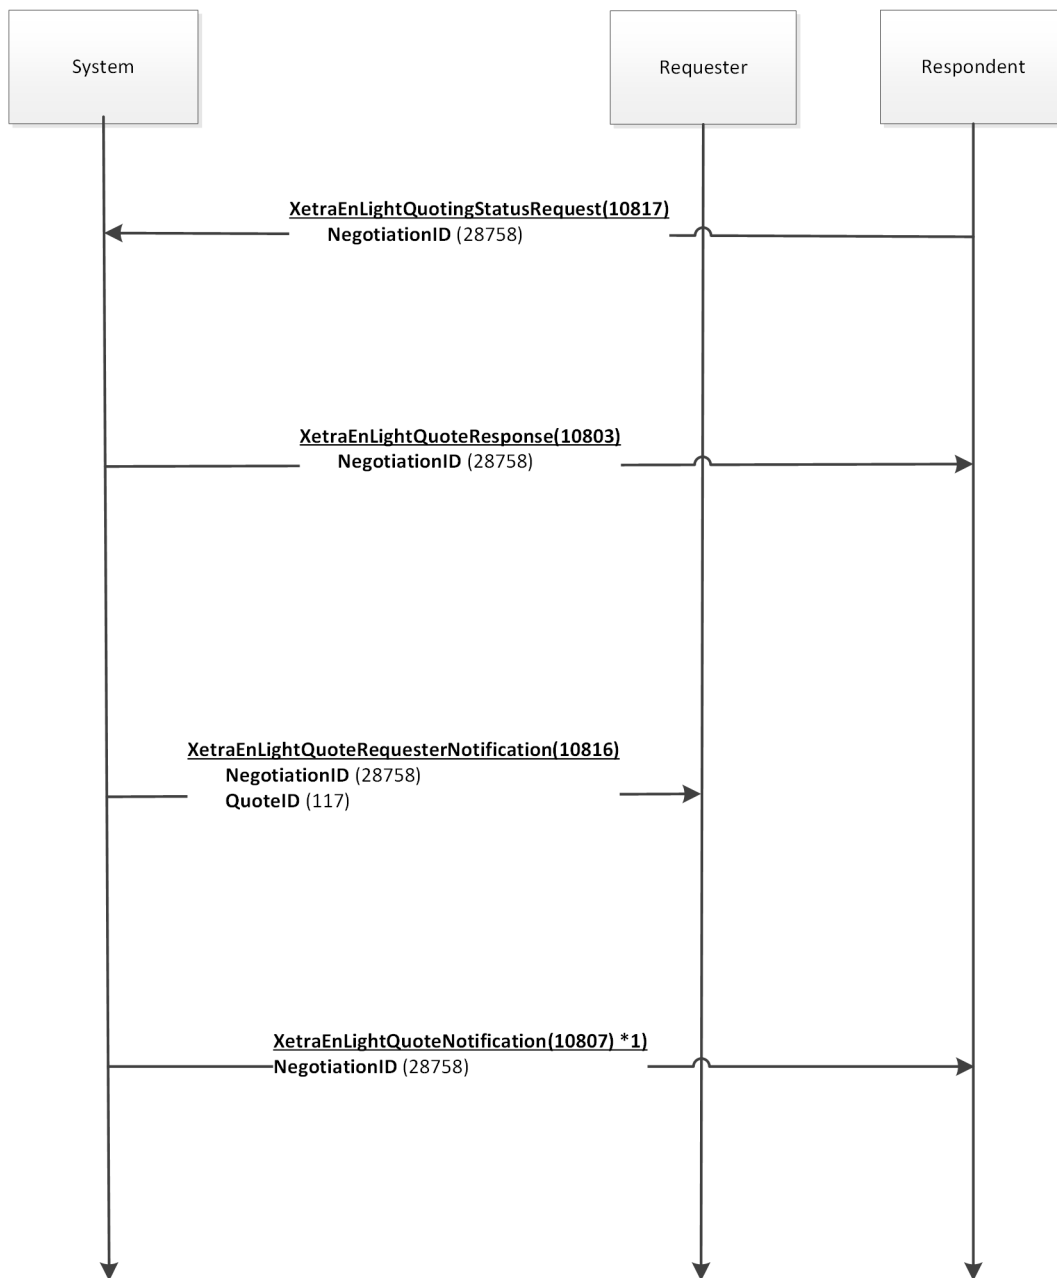 System
Requester
Respondent
XetraEnLightQuotingStatusRequest(10817)
NegotiationID (28758)
XetraEnLightQuoteResponse(10803)
NegotiationID (28758)
XetraEnLightQuoteRequesterNotification(10816)
NegotiationID (28758)
QuoteID (117)
XetraEnLightQuoteNotification(10807) *1)
NegotiationID (28758)